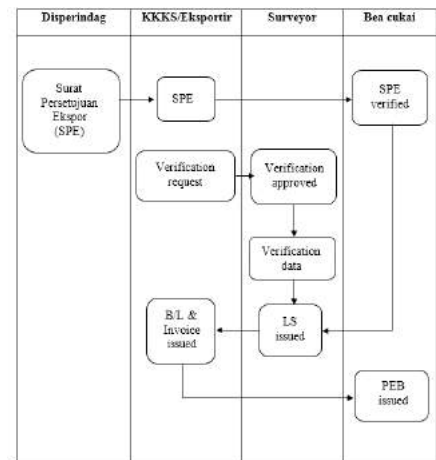 Disperindag
KKKS/Eksportir
Surveyor
Bea cukai
Surat
Persetujuan
Ekspor
(SPE)
SPE
SPE
verified
Verification
request
Verification
approved
Verification
data
B/L &
Invoice
issued
LS
issued
PEB
issued